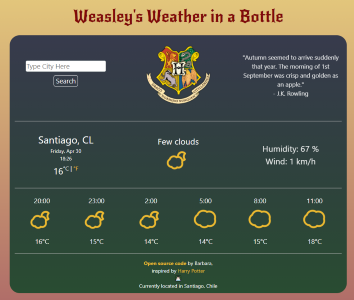 Weasley's Weather in a Bottle
Type City Here
Search
"Autumn seemed to arrive suddenly
that year. The morning of 1st
September was crisp and golden as
an apple."
- J.K. Rowling
Santiago, CL
Friday, Apr 30
18:26
16°C | °F
Few clouds
Humidity: 67 %
Wind: 1 km/h
20:00 23:00 2:00 5:00 8:00 11:00
16°C 15°C 14°C 14°C 15°C 18°C
Open source code by Barbara,
inspired by Harry Potter
Currently located in Santiago, Chile